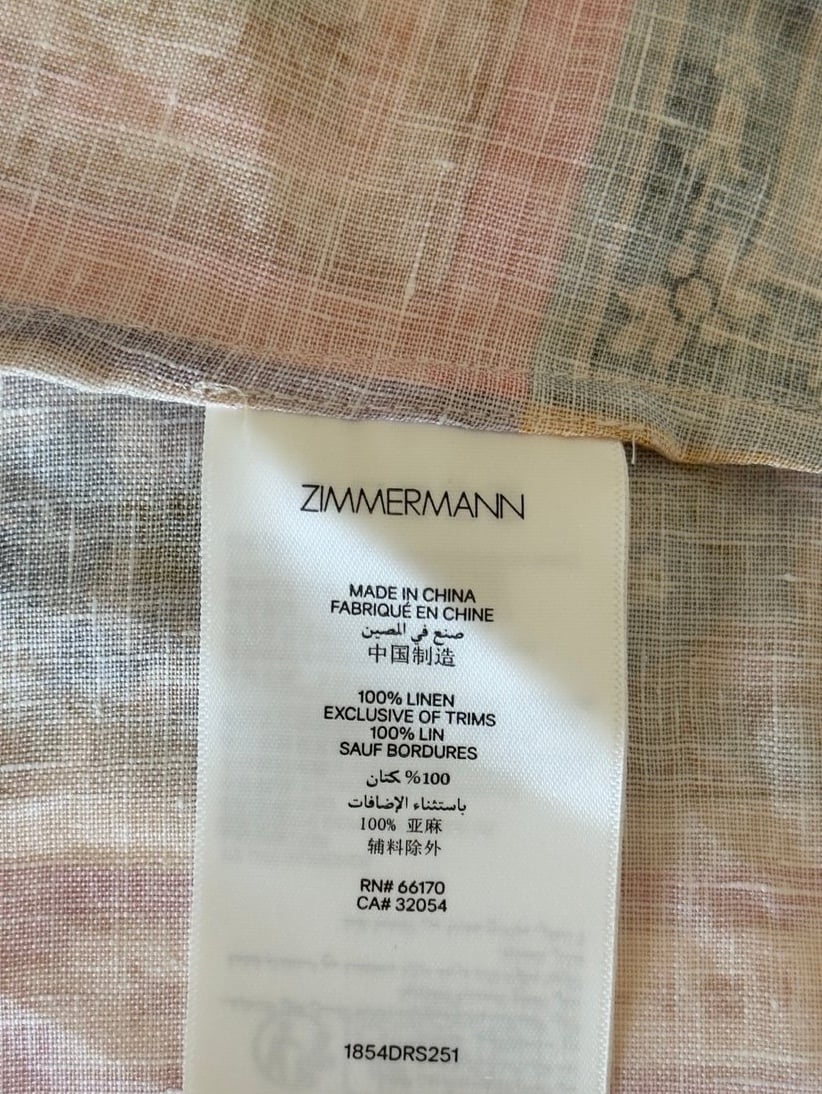 ZIMMERMANN
MADE IN CHINA
FABRIQUÉ EN CHINE
صنع في المصين
中国制造
100% LINEN
EXCLUSIVE OF TRIMS
100% LIN
SAUF BORDURES
100% كتان
باستثناء الإضافات
100% 亚麻
辅料除外
RN# 66170
CA# 32054
1854DRS251